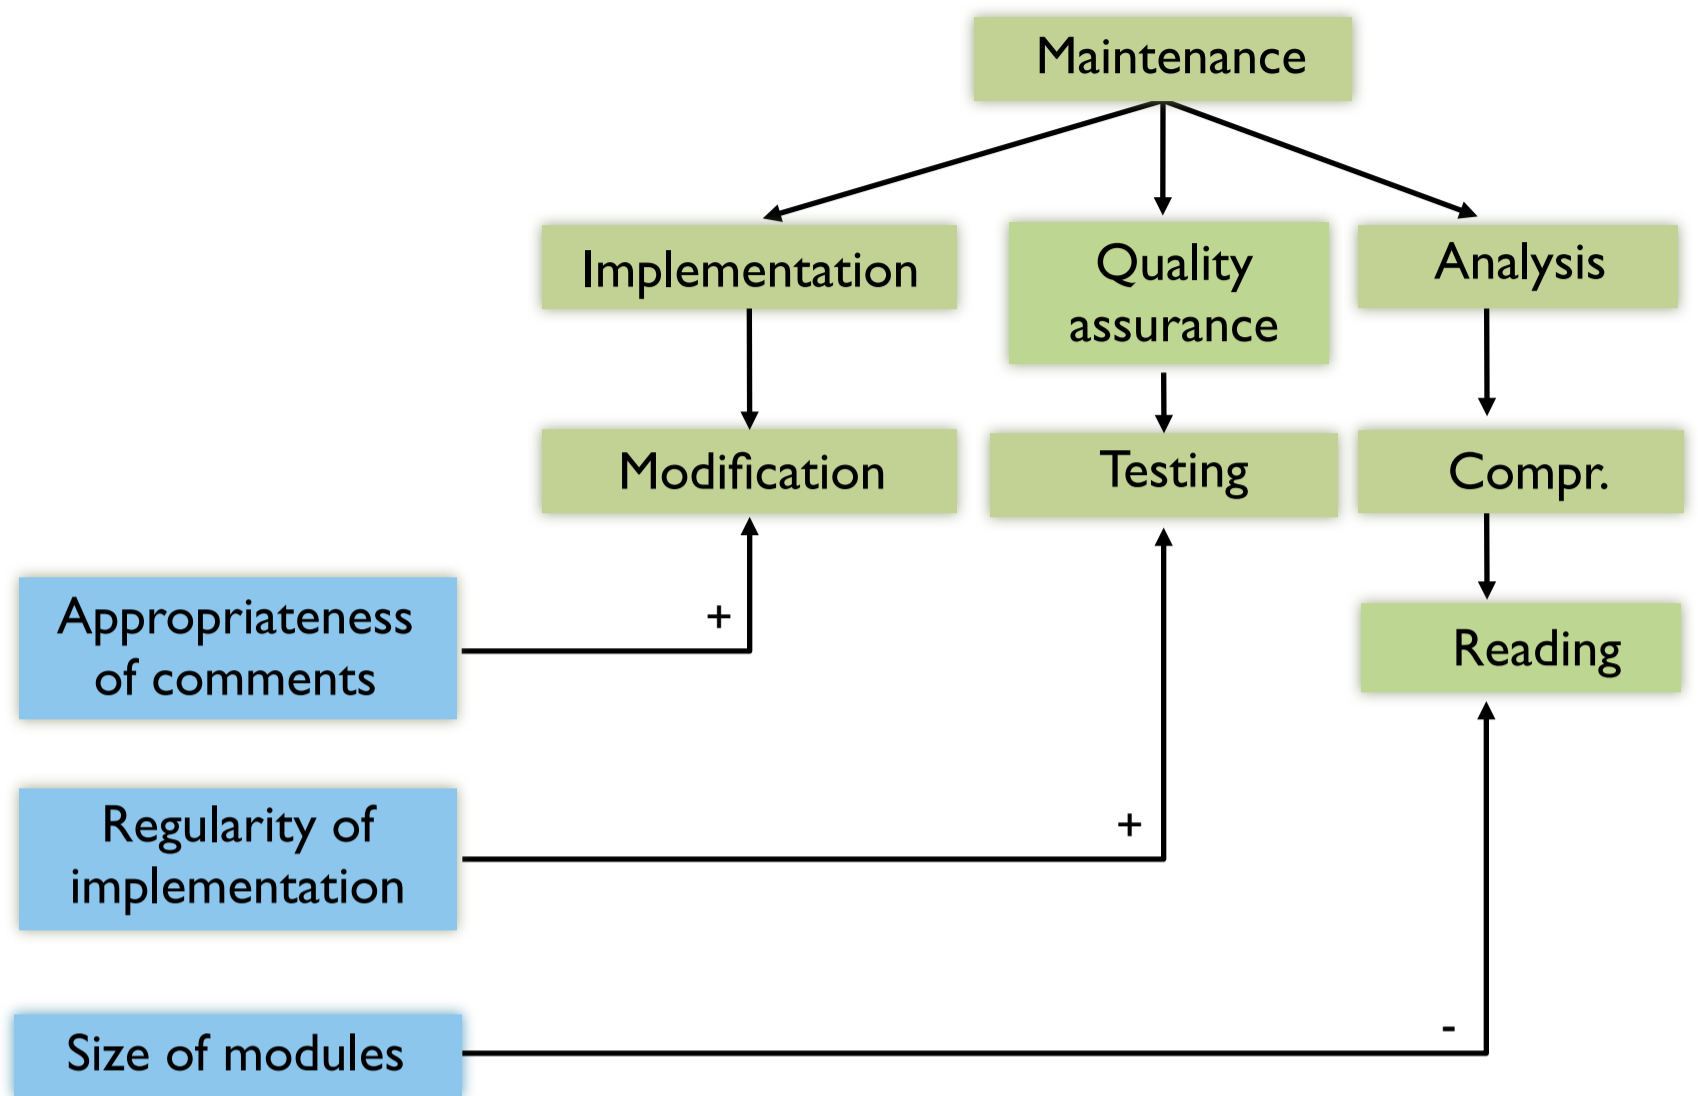 Maintenance
Implementation
Quality
assurance
Analysis
Modification
Testing
Compr.
Appropriateness
of comments
+
Reading
Regularity of
implementation
+
Size of modules
-